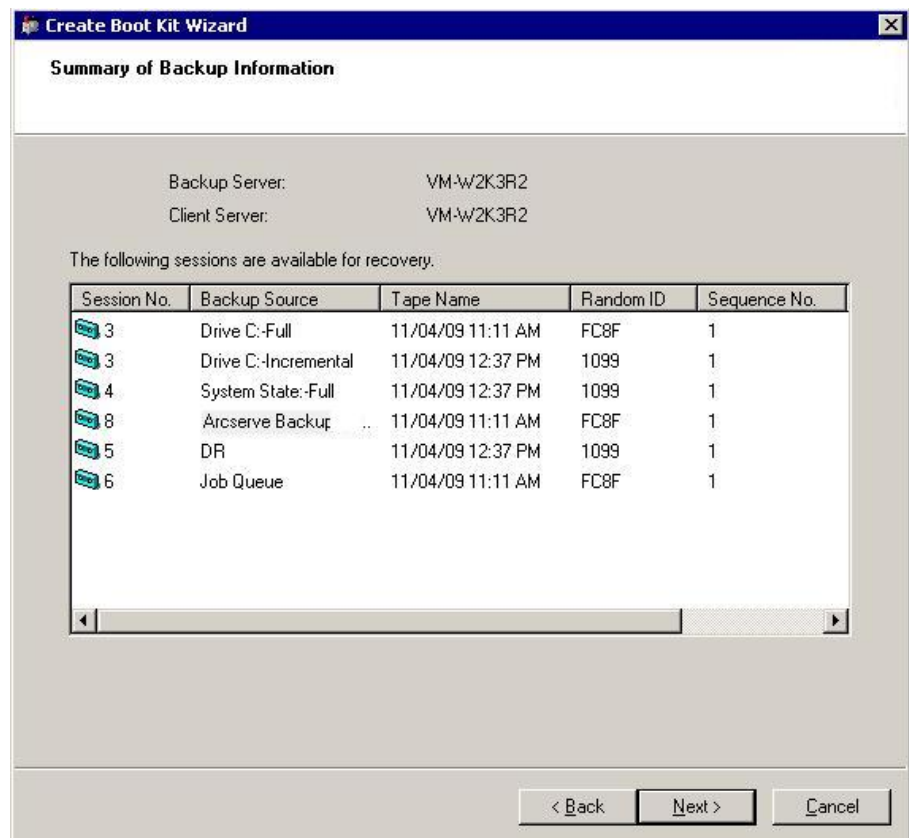 Create Boot Kit Wizard
Summary of Backup Information
Backup Server: VM-W2K3R2
Client Server: VM-W2K3R2
The following sessions are available for recovery.
Session No. Backup Source Tape Name Random ID Sequence No.
3 Drive C:-Full 11/04/09 11:11 AM FC8F 1
3 Drive C:-Incremental 11/04/09 12:37 PM 1099 1
4 System State:-Full 11/04/09 12:37 PM 1099 1
8 Arcserve Backup .. 11/04/09 11:11 AM FC8F 1
5 DR 11/04/09 12:37 PM 1099 1
6 Job Queue 11/04/09 11:11 AM FC8F 1
< Back Next > Cancel